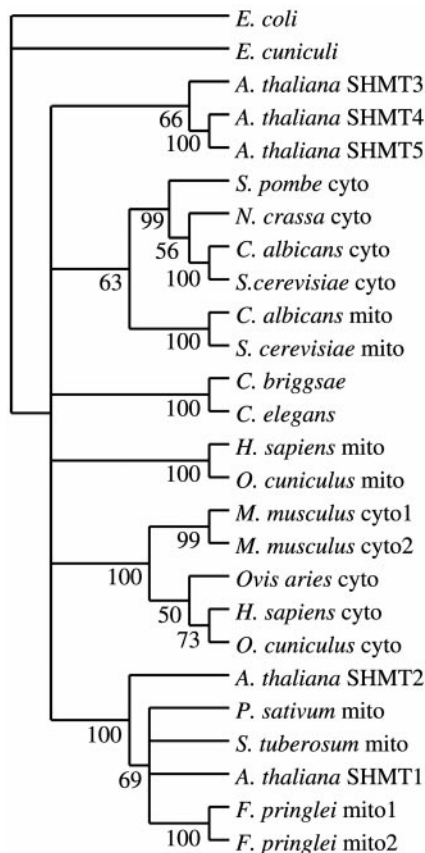 E. coli
E. cuniculi
A. thaliana SHMT3
66
A. thaliana SHMT4
100
A. thaliana SHMT5
S. pombe cyto
99
N. crassa cyto
56
C. albicans cyto
100
S.cerevisiae cyto
63
C. albicans mito
100
S. cerevisiae mito
C. briggsae
100
C. elegans
H. sapiens mito
100
O. cuniculus mito
M. musculus cyto1
99
M. musculus cyto2
100
Ovis aries cyto
50
H. sapiens cyto
73
O. cuniculus cyto
A. thaliana SHMT2
100
P. sativum mito
S. tuberosum mito
69
A. thaliana SHMT1
F. pringlei mito1
100
F. pringlei mito2